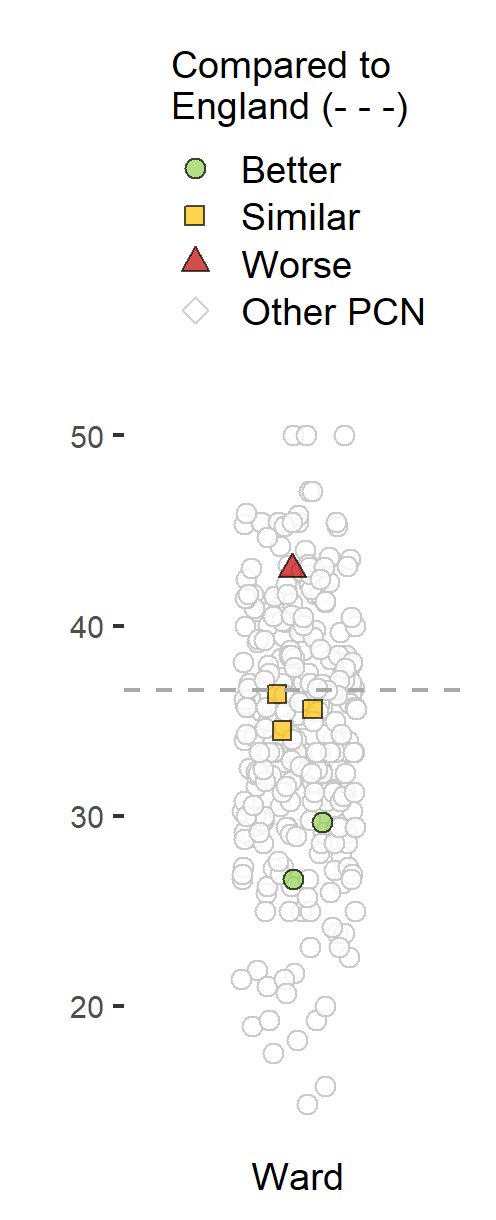 Compared to
England (- - -)
Better
Similar
Worse
Other PCN
50
40
30
20
Ward